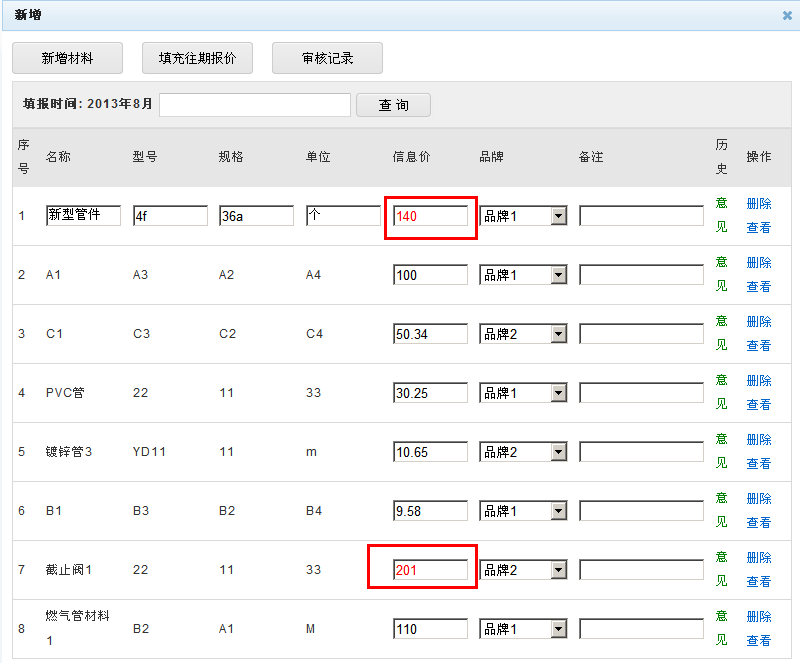 新增
新增材料 填充往期报价 审核记录
填报时间: 2013年8月 查 询
序号 名称 型号 规格 单位 信息价 品牌 备注 历史 操作
1 新型管件 4f 36a 个 140 品牌1 意见 删除 查看
2 A1 A3 A2 A4 100 品牌1 意见 删除 查看
3 C1 C3 C2 C4 50.34 品牌2 意见 删除 查看
4 PVC管 22 11 33 30.25 品牌1 意见 删除 查看
5 镀锌管3 YD11 11 m 10.65 品牌2 意见 删除 查看
6 B1 B3 B2 B4 9.58 品牌1 意见 删除 查看
7 截止阀1 22 11 33 201 品牌2 意见 删除 查看
8 燃气管材料1 B2 A1 M 110 品牌1 意见 删除 查看